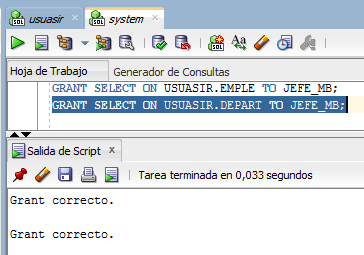 usuasir
system
Hoja de Trabajo
Generador de Consultas
GRANT SELECT ON USUASIR.EMPLE TO JEFE_MB;
GRANT SELECT ON USUASIR.DEPART TO JEFE_MB;
Salida de Script
Tarea terminada en 0,033 segundos
Grant correcto.
Grant correcto.